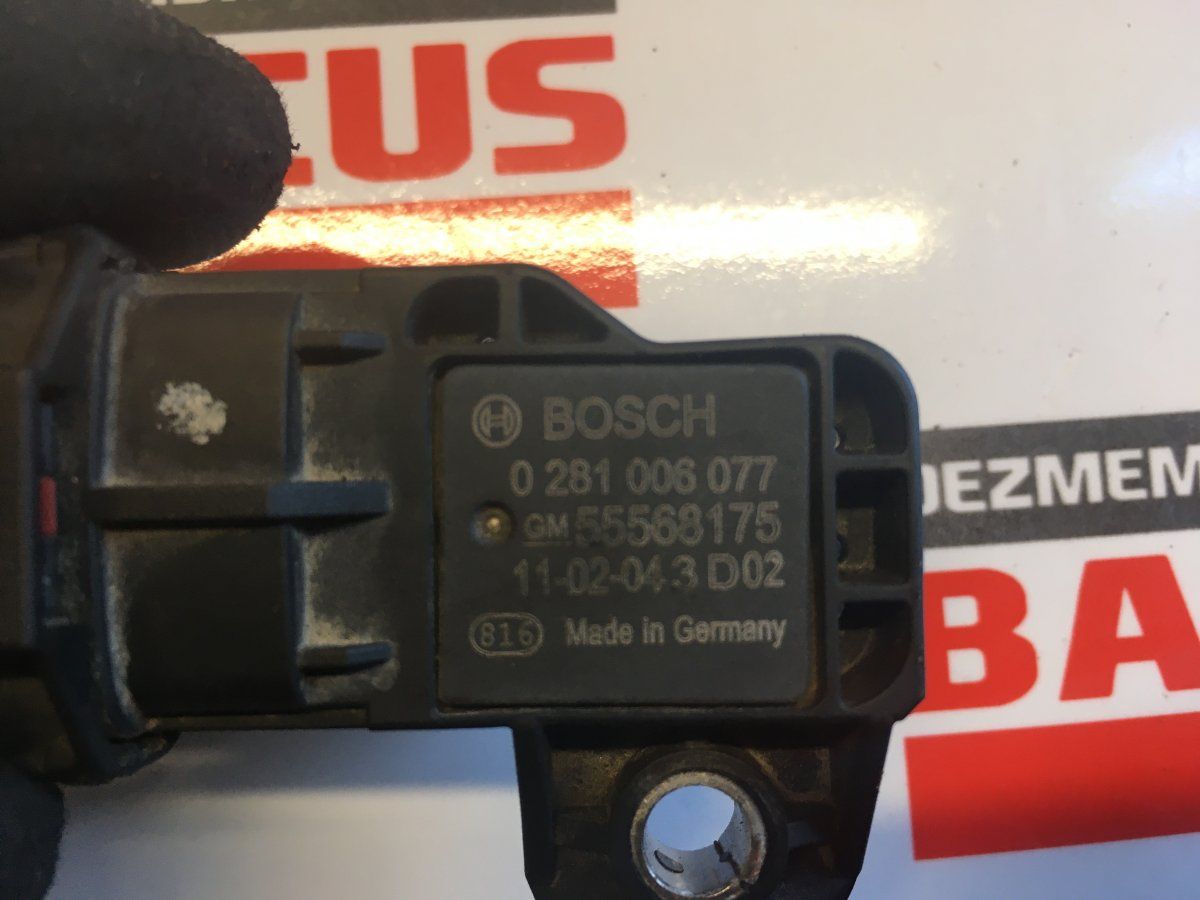 CUS
BOSCH
0 281 006 077
GM 55568175
11-02-04.3 D02
816 Made in Germany
DEZMEM
BA